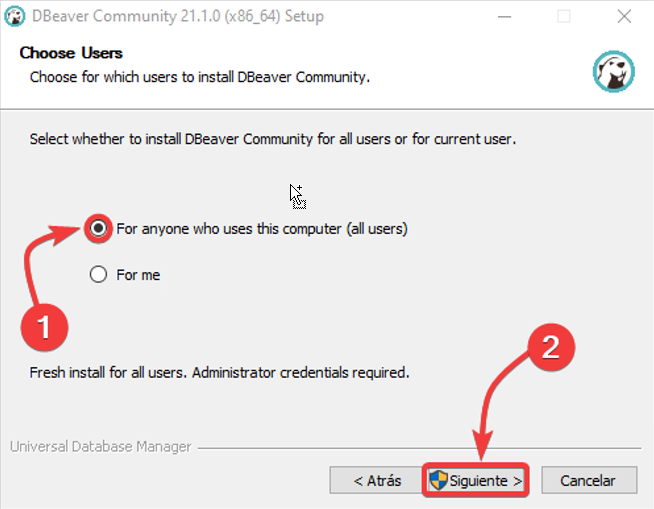 DBeaver Community 21.1.0 (x86_64) Setup
Choose Users
Choose for which users to install DBeaver Community.
Select whether to install DBeaver Community for all users or for current user.
For anyone who uses this computer (all users)
For me
1
2
Fresh install for all users. Administrator credentials required.
Universal Database Manager
< Atrás
Siguiente >
Cancelar